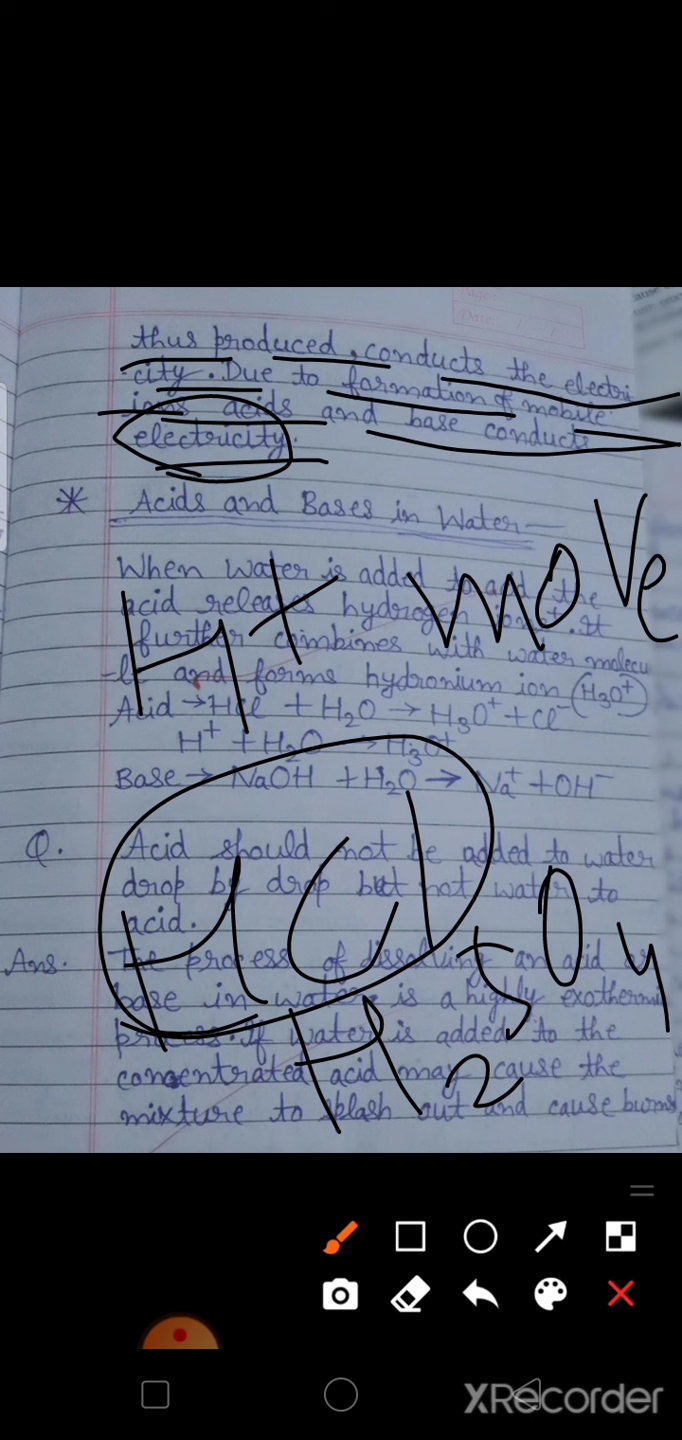 thus produced, conducts the electri
city. Due to formation of mobile
ions acids and base conducts
electricity.
* Acids and Bases in Water —
When water is added to acid the
acid releases hydrogen ion H+. It
further combines with water molecu
-le and forms hydronium ion (H3O+)
Acid → HCl + H2O → H3O+ + Cl-
H+ + H2O → H3O+
Base → NaOH + H2O → Na+ + OH-
Q. Acid should not be added to water
drop by drop but not water to
acid.
Ans. The process of dissolving an acid or
base in water is a highly exothermi
process. If water is added to the
concentrated acid may cause the
mixture to splash out and cause burns
H+ move
HCl
H2SO4
XRecorder